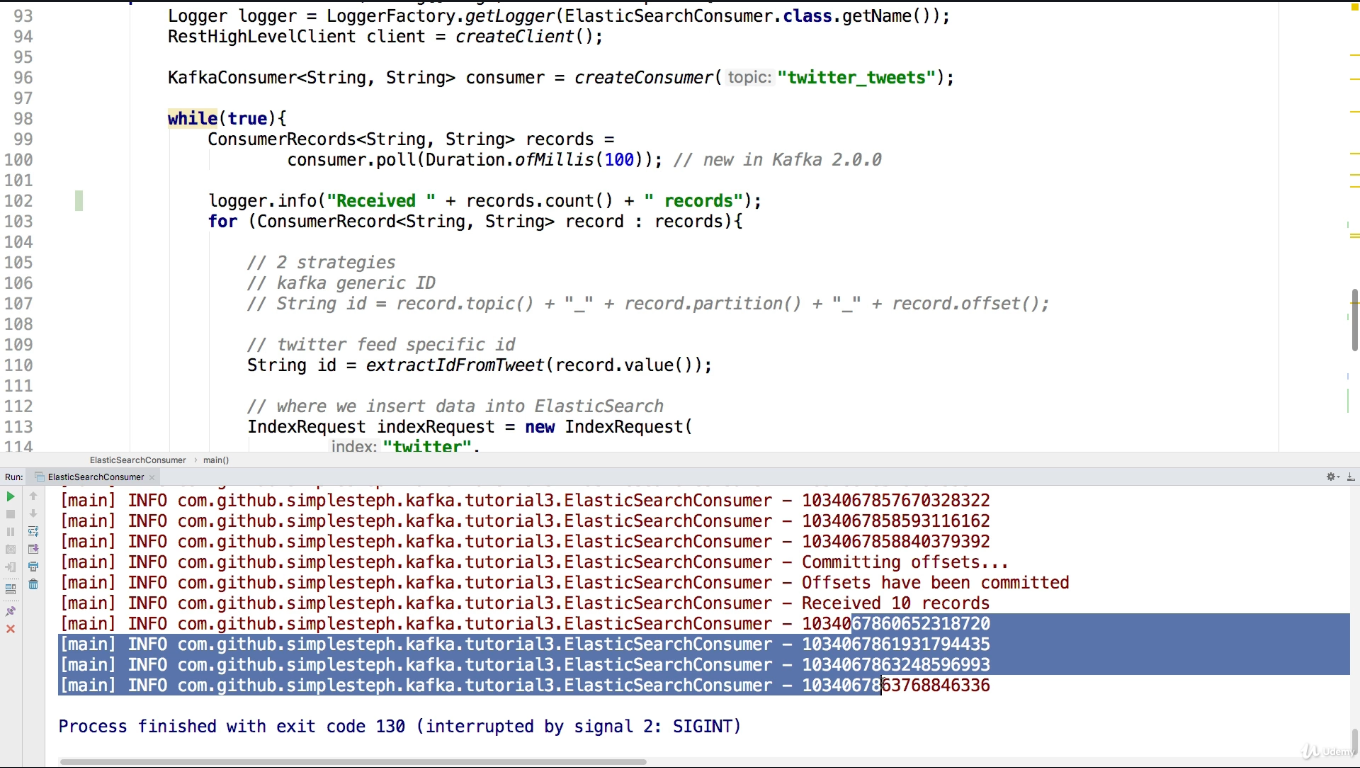 93 Logger logger = LoggerFactory.getLogger(ElasticSearchConsumer.class.getName());
94 RestHighLevelClient client = createClient();
95
96 KafkaConsumer<String, String> consumer = createConsumer( topic: "twitter_tweets");
97
98 while(true){
99 ConsumerRecords<String, String> records =
100 consumer.poll(Duration.ofMillis(100)); // new in Kafka 2.0.0
101
102 logger.info("Received " + records.count() + " records");
103 for (ConsumerRecord<String, String> record : records){
104
105 // 2 strategies
106 // kafka generic ID
107 // String id = record.topic() + "_" + record.partition() + "_" + record.offset();
108
109 // twitter feed specific id
110 String id = extractIdFromTweet(record.value());
111
112 // where we insert data into ElasticSearch
113 IndexRequest indexRequest = new IndexRequest(
114 index: "twitter",
ElasticSearchConsumer › main()
Run: ElasticSearchConsumer ×
[main] INFO com.github.simplesteph.kafka.tutorial3.ElasticSearchConsumer - 1034067857670328322
[main] INFO com.github.simplesteph.kafka.tutorial3.ElasticSearchConsumer - 1034067858593116162
[main] INFO com.github.simplesteph.kafka.tutorial3.ElasticSearchConsumer - 1034067858840379392
[main] INFO com.github.simplesteph.kafka.tutorial3.ElasticSearchConsumer - Committing offsets...
[main] INFO com.github.simplesteph.kafka.tutorial3.ElasticSearchConsumer - Offsets have been committed
[main] INFO com.github.simplesteph.kafka.tutorial3.ElasticSearchConsumer - Received 10 records
[main] INFO com.github.simplesteph.kafka.tutorial3.ElasticSearchConsumer - 1034067860652318720
[main] INFO com.github.simplesteph.kafka.tutorial3.ElasticSearchConsumer - 1034067861931794435
[main] INFO com.github.simplesteph.kafka.tutorial3.ElasticSearchConsumer - 1034067863248596993
[main] INFO com.github.simplesteph.kafka.tutorial3.ElasticSearchConsumer - 1034067863768846336
Process finished with exit code 130 (interrupted by signal 2: SIGINT)
Udemy